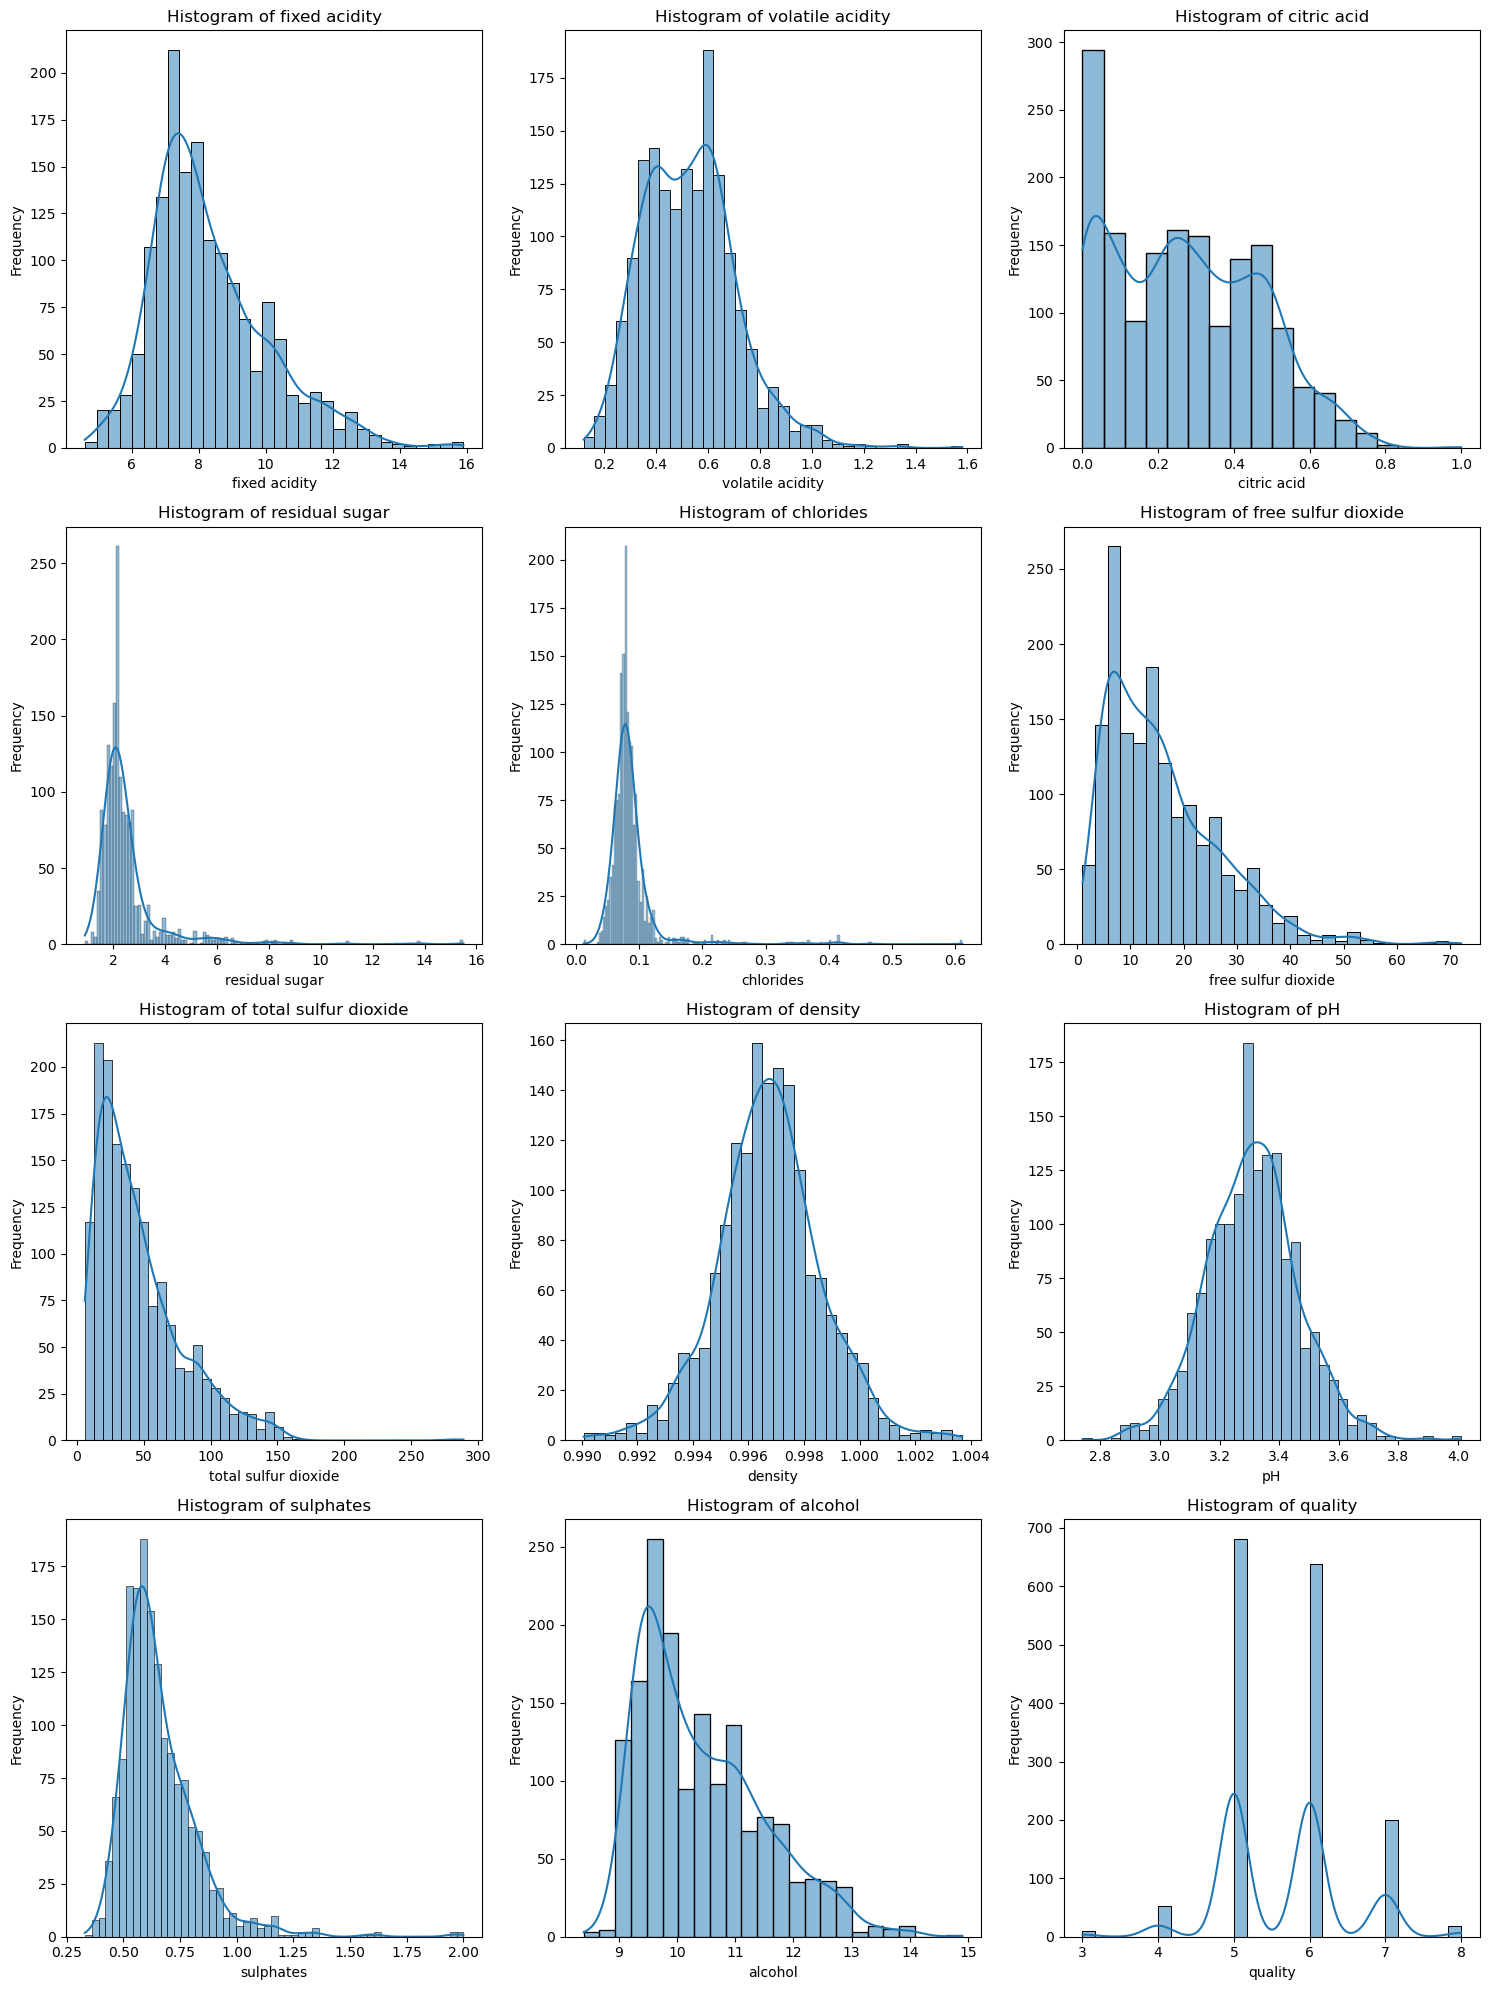 Histogram of fixed acidity
Histogram of volatile acidity
Histogram of citric acid
Frequency
200
175
150
125
100
75
50
25
0
6 8 10 12 14 16
fixed acidity
Frequency
175
150
125
100
75
50
25
0
0.2 0.4 0.6 0.8 1.0 1.2 1.4 1.6
volatile acidity
Frequency
300
250
200
150
100
50
0
0.0 0.2 0.4 0.6 0.8 1.0
citric acid
Histogram of residual sugar
Histogram of chlorides
Histogram of free sulfur dioxide
Frequency
250
200
150
100
50
0
2 4 6 8 10 12 14 16
residual sugar
Frequency
200
175
150
125
100
75
50
25
0
0.0 0.1 0.2 0.3 0.4 0.5 0.6
chlorides
Frequency
250
200
150
100
50
0
0 10 20 30 40 50 60 70
free sulfur dioxide
Histogram of total sulfur dioxide
Histogram of density
Histogram of pH
Frequency
200
175
150
125
100
75
50
25
0
0 50 100 150 200 250 300
total sulfur dioxide
Frequency
160
140
120
100
80
60
40
20
0
0.990 0.992 0.994 0.996 0.998 1.000 1.002 1.004
density
Frequency
175
150
125
100
75
50
25
0
2.8 3.0 3.2 3.4 3.6 3.8 4.0
pH
Histogram of sulphates
Histogram of alcohol
Histogram of quality
Frequency
175
150
125
100
75
50
25
0
0.25 0.50 0.75 1.00 1.25 1.50 1.75 2.00
sulphates
Frequency
250
200
150
100
50
0
9 10 11 12 13 14 15
alcohol
Frequency
700
600
500
400
300
200
100
0
3 4 5 6 7 8
quality